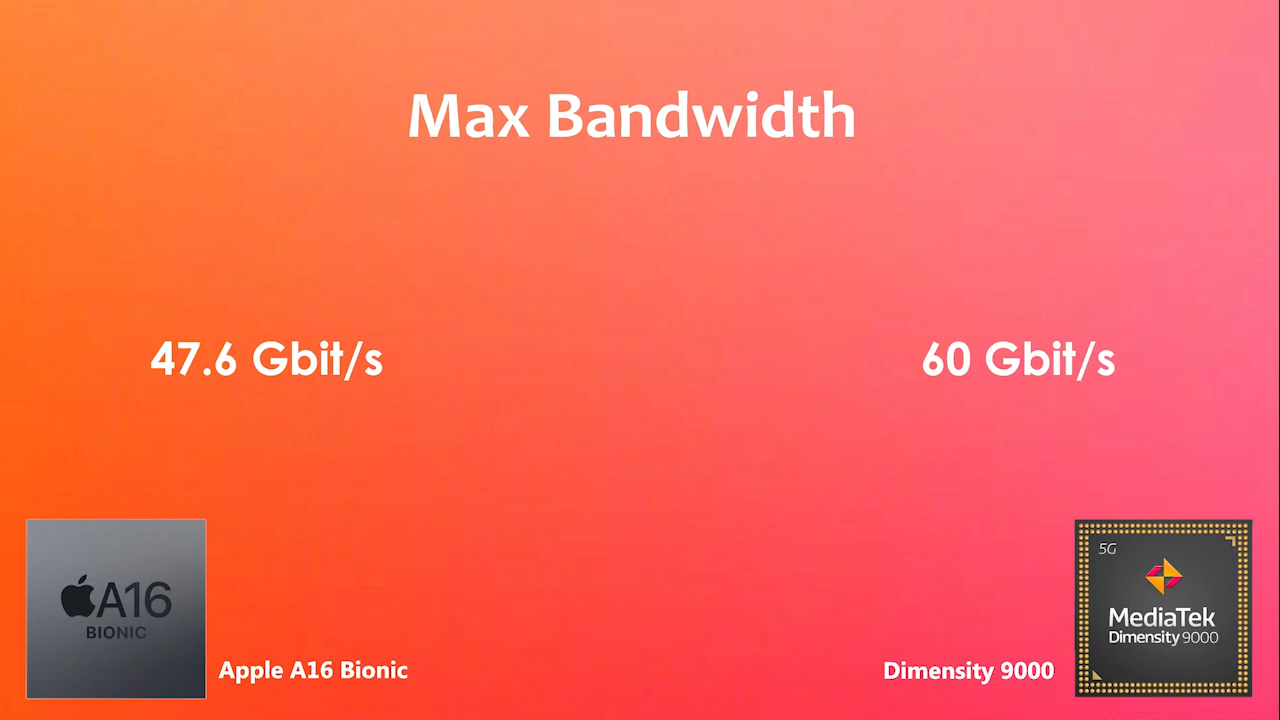 Max Bandwidth
47.6 Gbit/s
60 Gbit/s
A16
BIONIC
Apple A16 Bionic
Dimensity 9000
5G
MediaTek
Dimensity 9000